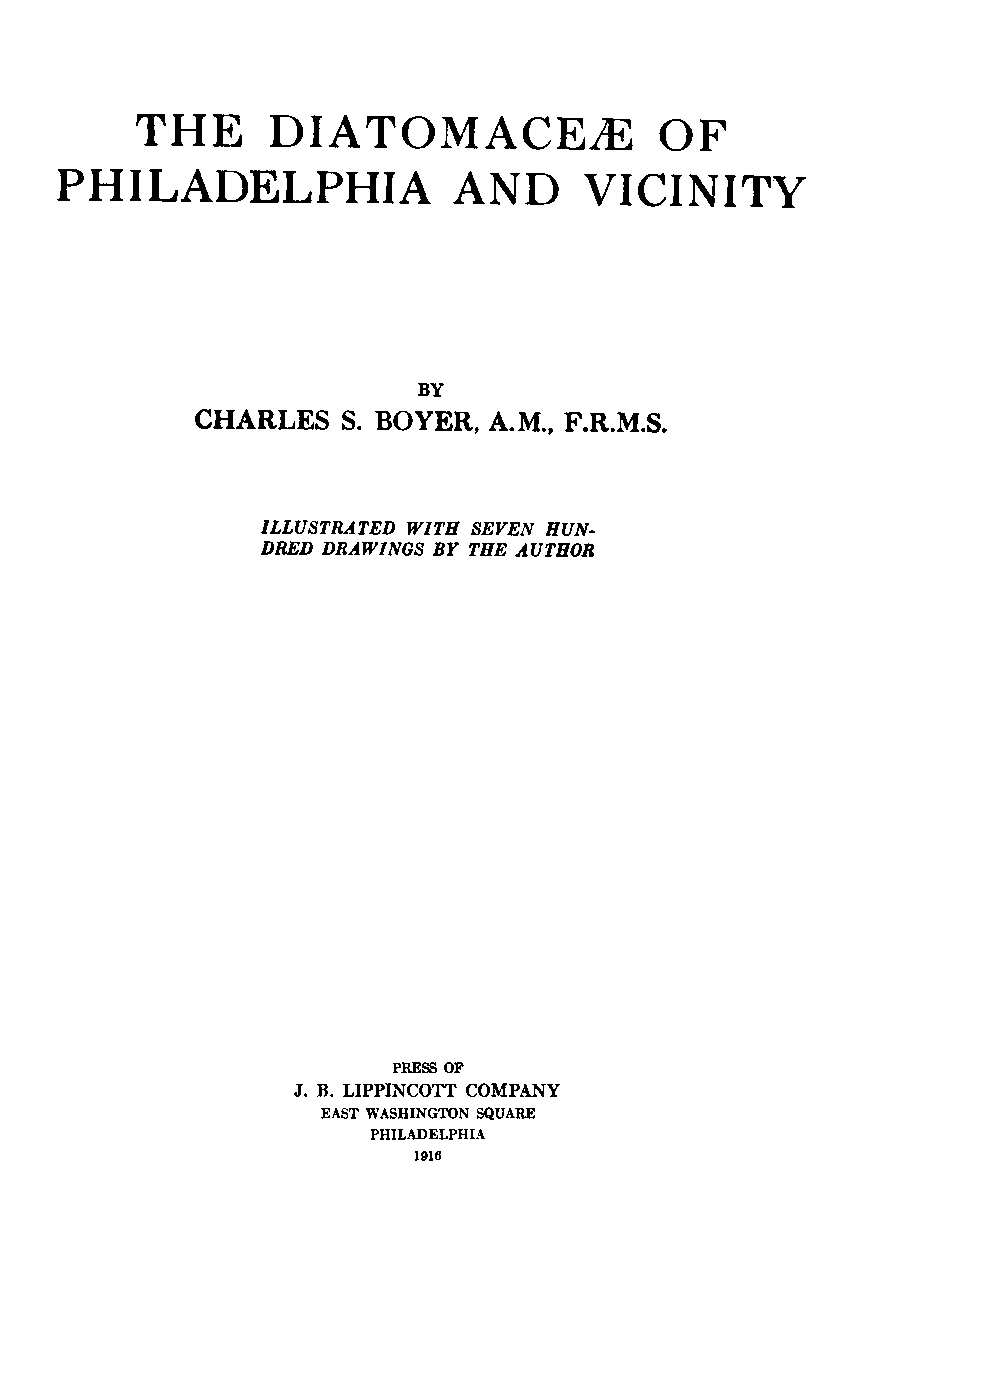 THE DIATOMACEÆ OF
PHILADELPHIA AND VICINITY
BY
CHARLES S. BOYER, A.M., F.R.M.S.
ILLUSTRATED WITH SEVEN HUN-
DRED DRAWINGS BY THE AUTHOR
PRESS OF
J. B. LIPPINCOTT COMPANY
EAST WASHINGTON SQUARE
PHILADELPHIA
1916